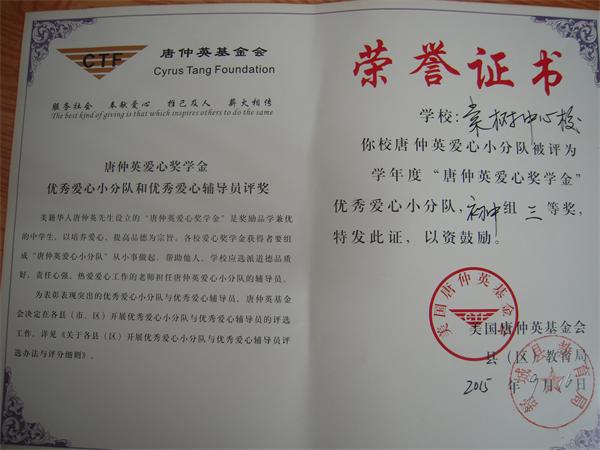 CTF
唐仲英基金会
Cyrus Tang Foundation
服务社会 奉献爱心 推己及人 薪火相传
The best kind of giving is that which inspires others to do the same
唐仲英爱心奖学金
优秀爱心小分队和优秀爱心辅导员评奖
美籍华人唐仲英先生设立的“唐仲英爱心奖学金”是奖励品学兼优
的中学生，以培养爱心、提高品德为宗旨。各校爱心奖学金获得者要组
成“唐仲英爱心小分队”从小事做起，帮助他人。学校应选派道德品质
好、责任心强、热爱爱心工作的老师担任唐仲英爱心小分队的辅导员。
为表彰表现突出的优秀爱心小分队与优秀爱心辅导员，唐仲英基金
会决定在各县（市、区）开展优秀爱心小分队与优秀爱心辅导员的评选
工作。详见《关于各县（区）开展优秀爱心小分队与优秀爱心辅导员评
选办法与评分细则》。
荣誉证书
学校：棠树中心校
你校唐仲英爱心小分队被评为
学年度“唐仲英爱心奖学金”
优秀爱心小分队，初中组 三等奖，
特发此证，以资鼓励。
美国唐仲英基金会
CTF
美国唐仲英基金会
县（区）教育局
2015 年 9 月 16 日
城县教育局